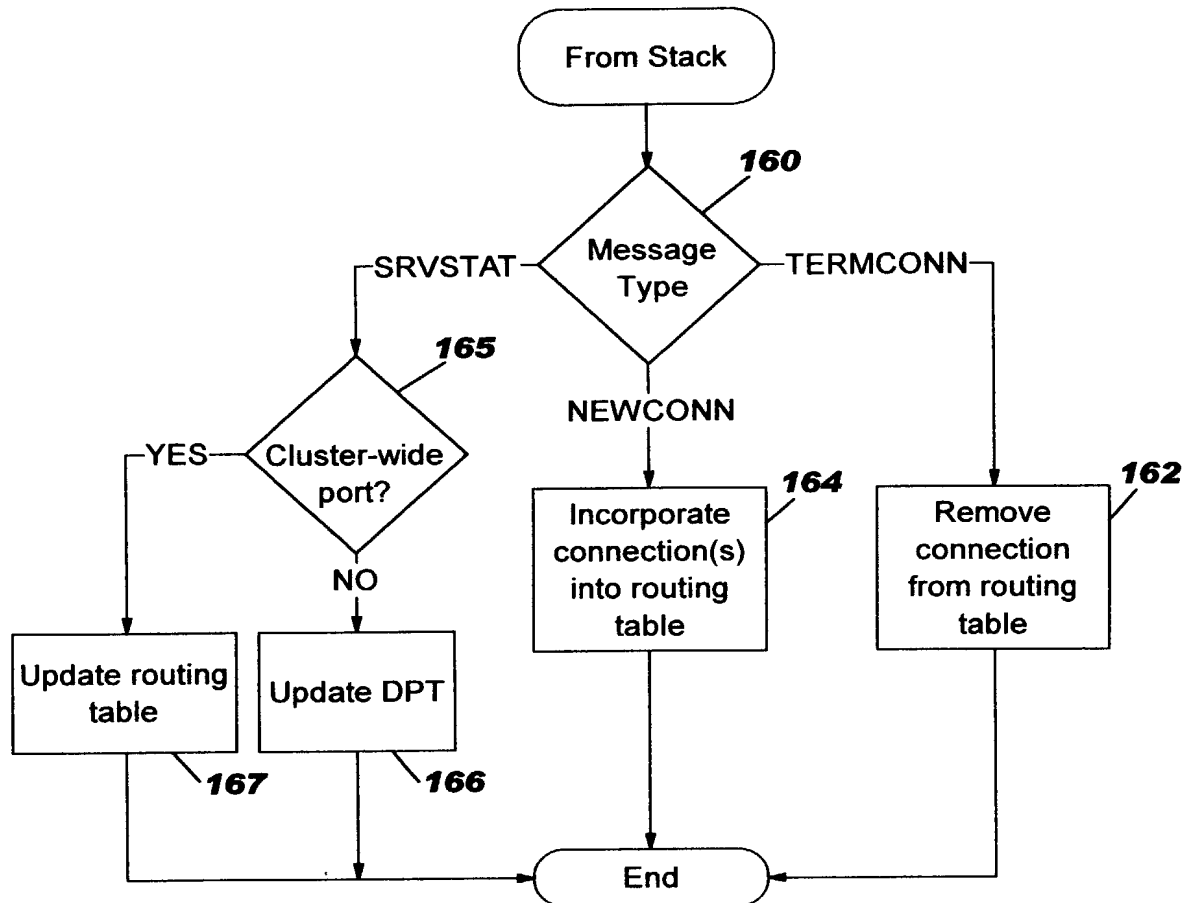 From Stack
160
Message
Type
SRVSTAT
TERMCONN
165
NEWCONN
Cluster-wide
port?
YES
NO
164
Incorporate
connection(s)
into routing
table
162
Remove
connection
from routing
table
Update routing
table
167
Update DPT
166
End